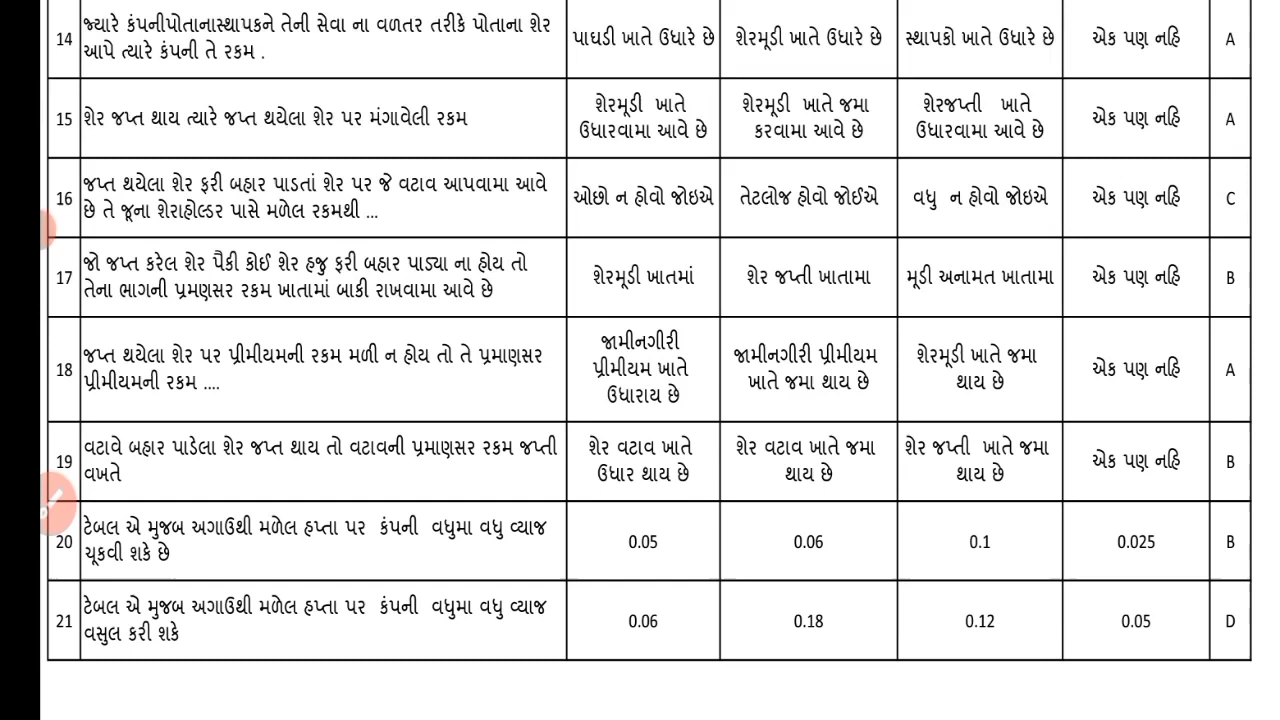 14 જ્યારે કંપનીપોતાનાસ્થાપકને તેની સેવા ના વળતર તરીકે પોતાના શેર આપે ત્યારે કંપની તે રકમ . પાઘડી ખાતે ઉધારે છે શેરમૂડી ખાતે ઉધારે છે સ્થાપકો ખાતે ઉધારે છે એક પણ નહિ A
15 શેર જપ્ત થાય ત્યારે જપ્ત થયેલા શેર પર મંગાવેલી રકમ શેરમૂડી ખાતે ઉધારવામા આવે છે શેરમૂડી ખાતે જમા કરવામા આવે છે શેરજપ્તી ખાતે ઉધારવામા આવે છે એક પણ નહિ A
16 જપ્ત થયેલા શેર ફરી બહાર પાડતાં શેર પર જે વટાવ આપવામા આવે છે તે જૂના શેરાહોલ્ડર પાસે મળેલ રકમથી ... ઓછો ન હોવો જોઇએ તેટલોજ હોવો જોઈએ વધુ ન હોવો જોઇએ એક પણ નહિ C
17 જો જપ્ત કરેલ શેર પૈકી કોઈ શેર હજુ ફરી બહાર પાડ્યા ના હોય તો તેના ભાગની પ્રમણસર રકમ ખાતામાં બાકી રાખવામા આવે છે શેરમૂડી ખાતમાં શેર જપ્તી ખાતામા મૂડી અનામત ખાતામા એક પણ નહિ B
18 જપ્ત થયેલા શેર પર પ્રીમીયમની રકમ મળી ન હોય તો તે પ્રમાણસર પ્રીમીયમની રકમ .... જામીનગીરી પ્રીમીયમ ખાતે ઉધારાય છે જામીનગીરી પ્રીમીયમ ખાતે જમા થાય છે શેરમૂડી ખાતે જમા થાય છે એક પણ નહિ A
19 વટાવે બહાર પાડેલા શેર જપ્ત થાય તો વટાવની પ્રમાણસર રકમ જપ્તી વખતે શેર વટાવ ખાતે ઉધાર થાય છે શેર વટાવ ખાતે જમા થાય છે શેર જપ્તી ખાતે જમા થાય છે એક પણ નહિ B
20 ટેબલ એ મુજબ અગાઉથી મળેલ હપ્તા પર કંપની વધુમા વધુ વ્યાજ ચૂકવી શકે છે 0.05 0.06 0.1 0.025 B
21 ટેબલ એ મુજબ અગાઉથી મળેલ હપ્તા પર કંપની વધુમા વધુ વ્યાજ વસુલ કરી શકે 0.06 0.18 0.12 0.05 D